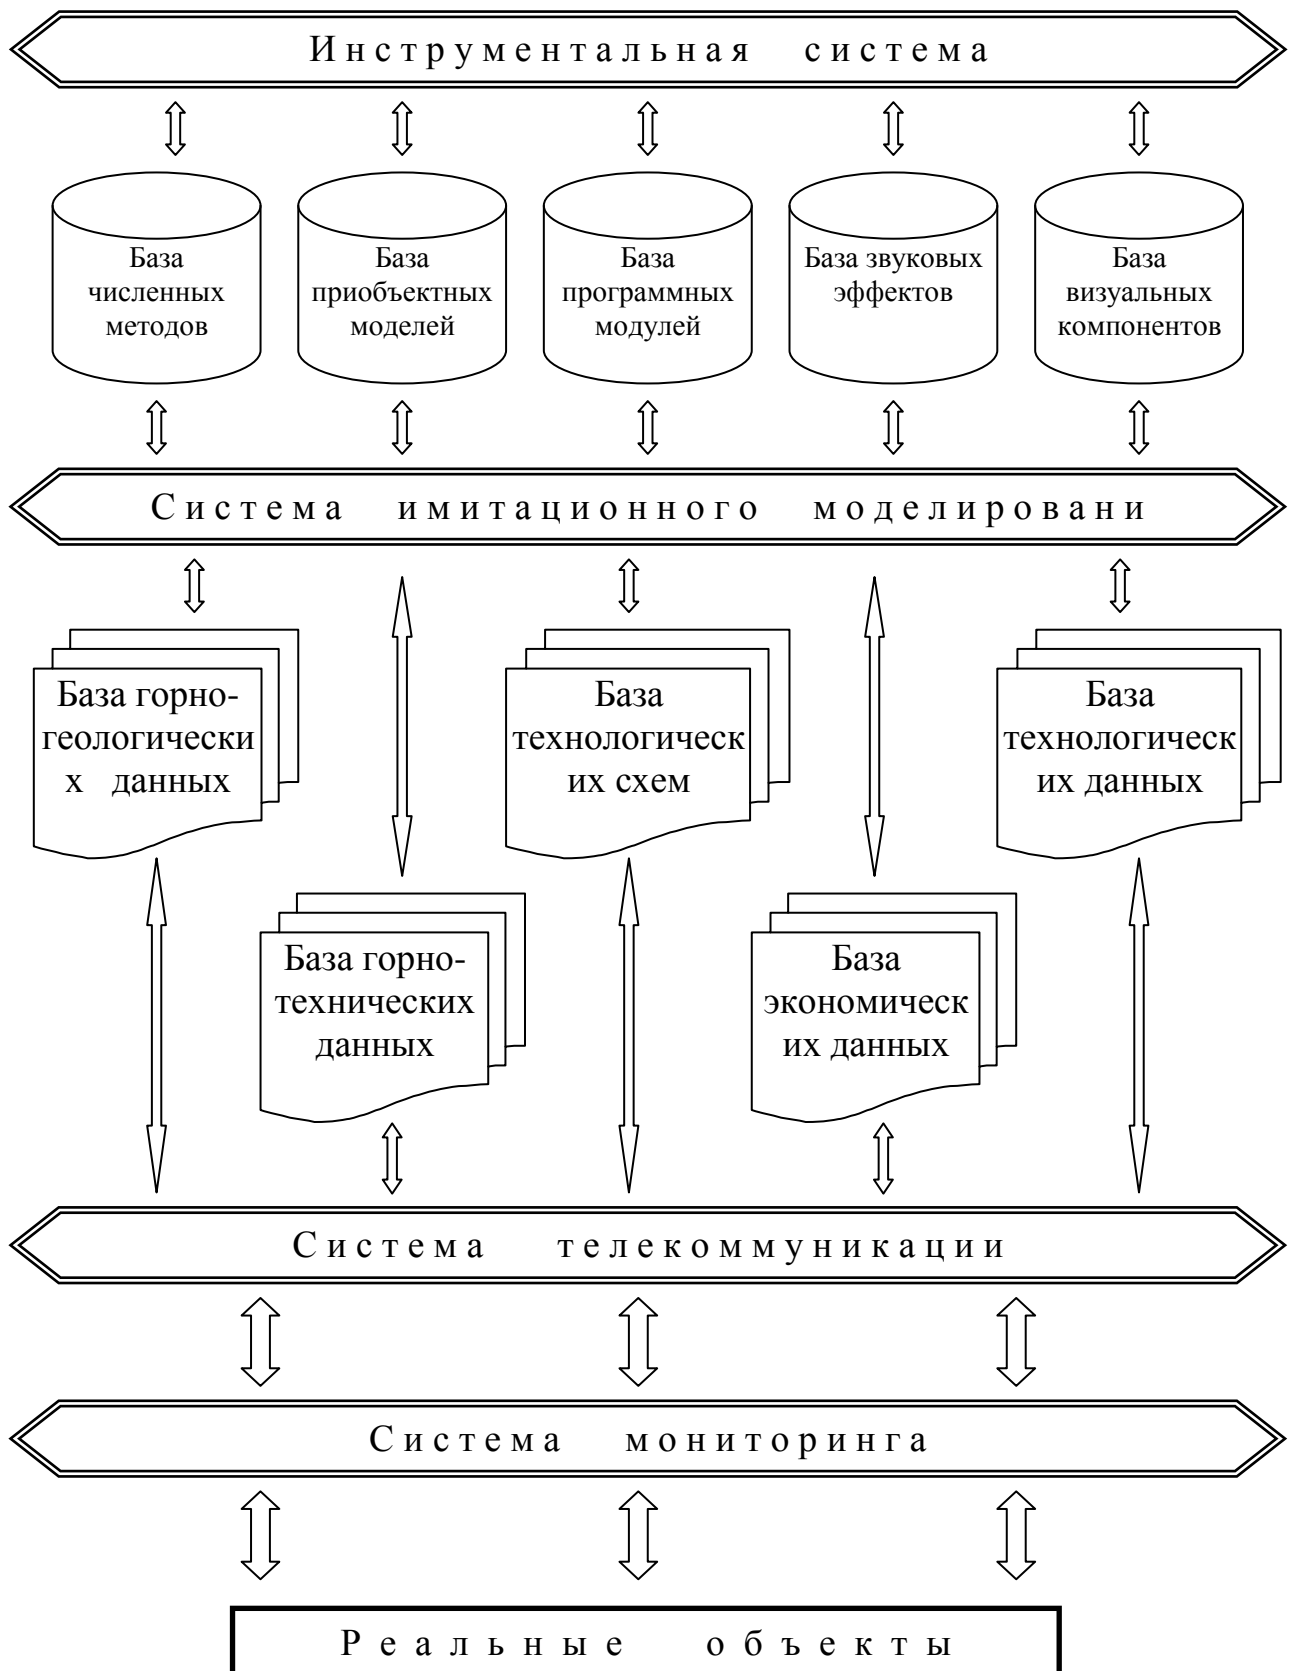 Инструментальная система
База
численных
методов
База
приобъектных
моделей
База
программных
модулей
База звуковых
эффектов
База
визуальных
компонентов
Система имитационного моделировани
База горно-
геологически
х данных
База
технологическ
их схем
База
технологическ
их данных
База горно-
технических
данных
База
экономическ
их данных
Система телекоммуникации
Система мониторинга
Реальные объекты